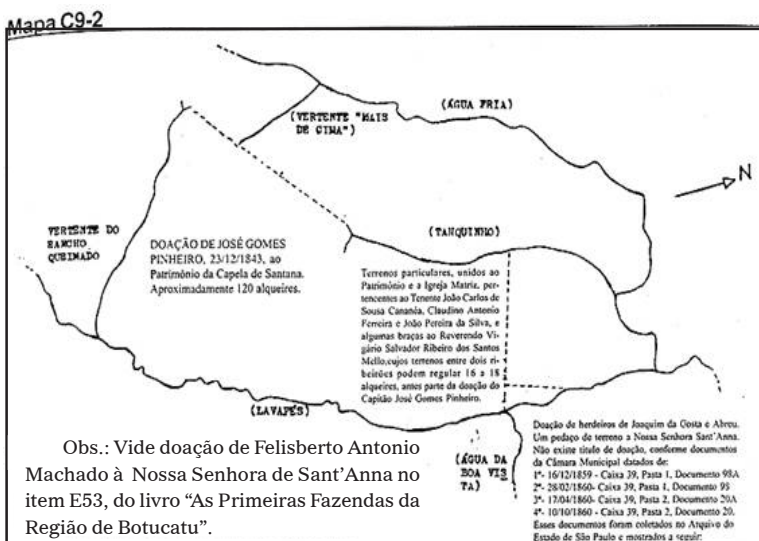 Mapa C9-2
(ÁGUA FRIA)
(VERTENTE "MAIS
DE CIMA")
N
VERTENTE DO
RANCHO
QUEIMADO
DOAÇÃO DE JOSÉ GOMES
PINHEIRO, 23/12/1843, ao
Patrimônio da Capela de Santana.
Aproximadamente 120 alqueires.
(TANQUINHO)
Terrenos particulares, unidos ao
Patrimônio e a Igreja Matriz, per-
tencentes ao Tenente João Carlos de
Sousa Cananéa, Claudino Antonio
Ferreira e João Pereira da Silva, e
algumas braças ao Reverendo Vi-
gário Salvador Ribeiro dos Santos
Mello,cujos terrenos entre dois ri-
beirões podem regular 16 a 18
alqueires, antes parte da doação do
Capitão José Gomes Pinheiro.
(LAVAPÉS)
(ÁGUA DA
BOA VIS
TA)
Obs.: Vide doação de Felisberto Antonio
Machado à Nossa Senhora de Sant'Anna no
item E53, do livro "As Primeiras Fazendas da
Região de Botucatu".
Doação de herdeiros de Joaquim da Costa e Abreu.
Um pedaço de terreno a Nossa Senhora Sant'Anna.
Não existe titulo de doação, conforme documentos
da Câmara Municipal datados de:
1º- 16/12/1859 - Caixa 39, Pasta 1, Documento 98A
2º- 28/02/1860- Caixa 39, Pasta 1, Documento 98
3º- 17/04/1860- Caixa 39, Pasta 2, Documento 20A
4º- 10/10/1860 - Caixa 39, Pasta 2, Documento 20.
Esses documentos foram coletados no Arquivo do
Estado de São Paulo e mostrados a seguir: